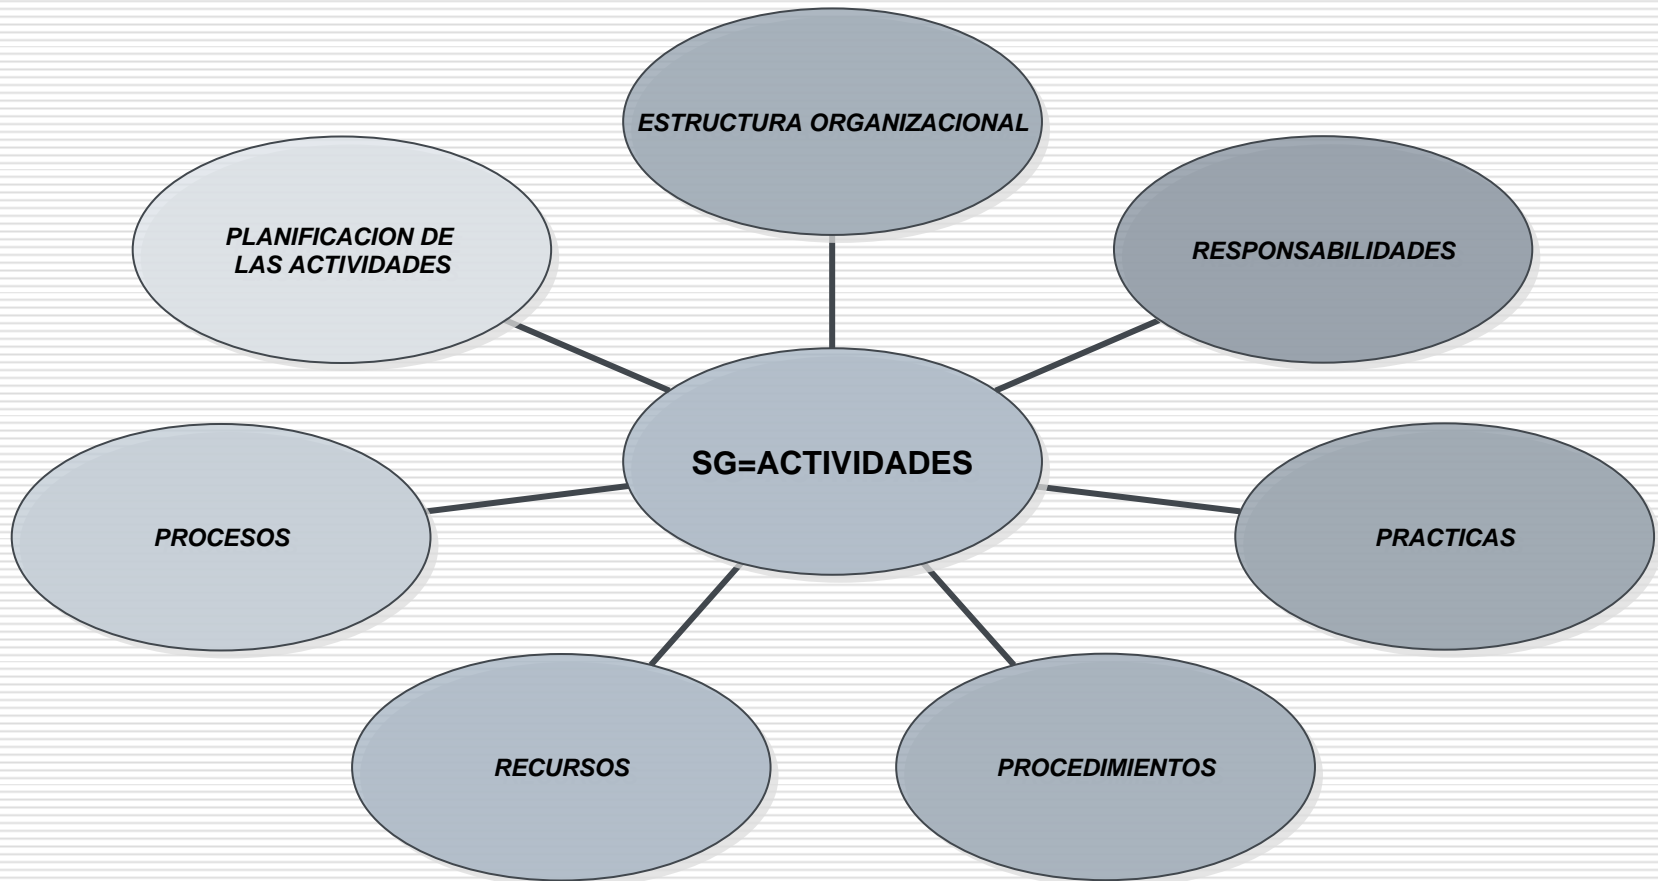 ESTRUCTURA ORGANIZACIONAL
PLANIFICACION DE
LAS ACTIVIDADES
RESPONSABILIDADES
SG=ACTIVIDADES
PROCESOS
PRACTICAS
RECURSOS
PROCEDIMIENTOS